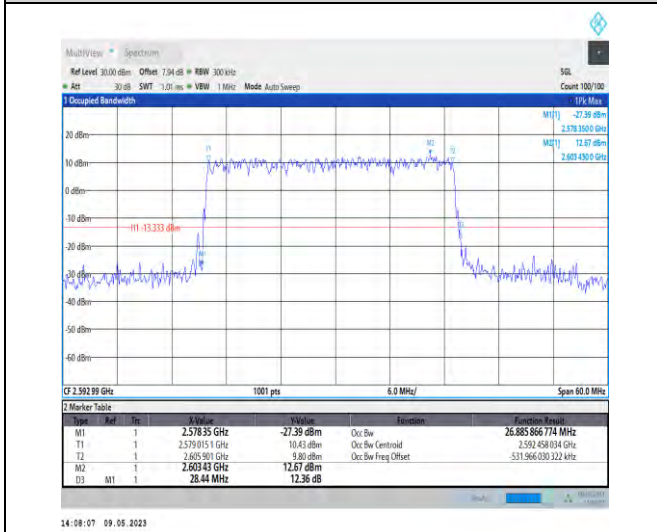 MultiView Spectrum
Ref Level 30.00 dBm Offset 7.94 dB RBW 300 kHz SGL
Att 30 dB SWT 1.01 ms VBW 1 MHz Mode Auto Sweep Count 100/100
1 Occupied Bandwidth 1Pk Max
M1[1] -27.39 dBm
2.578 350 0 GHz
M2[1] 12.67 dBm
2.603 430 0 GHz
20 dBm
10 dBm
0 dBm
-10 dBm
H1 -13.333 dBm
-20 dBm
-30 dBm
-40 dBm
-50 dBm
-60 dBm
T1
M2
T2
M1
D3
CF 2.592 99 GHz 1001 pts 6.0 MHz/ Span 60.0 MHz
2 Marker Table
Type Ref Trc X-Value Y-Value Function Function Result
M1 1 2.578 35 GHz -27.39 dBm Occ Bw 26.885 866 774 MHz
T1 1 2.579 015 1 GHz 10.43 dBm Occ Bw Centroid 2.592 458 034 GHz
T2 1 2.605 901 GHz 9.80 dBm Occ Bw Freq Offset -531.966 030 322 kHz
M2 1 2.603 43 GHz 12.67 dBm
D3 M1 1 28.44 MHz 12.36 dB
14:08:07 09.05.2023